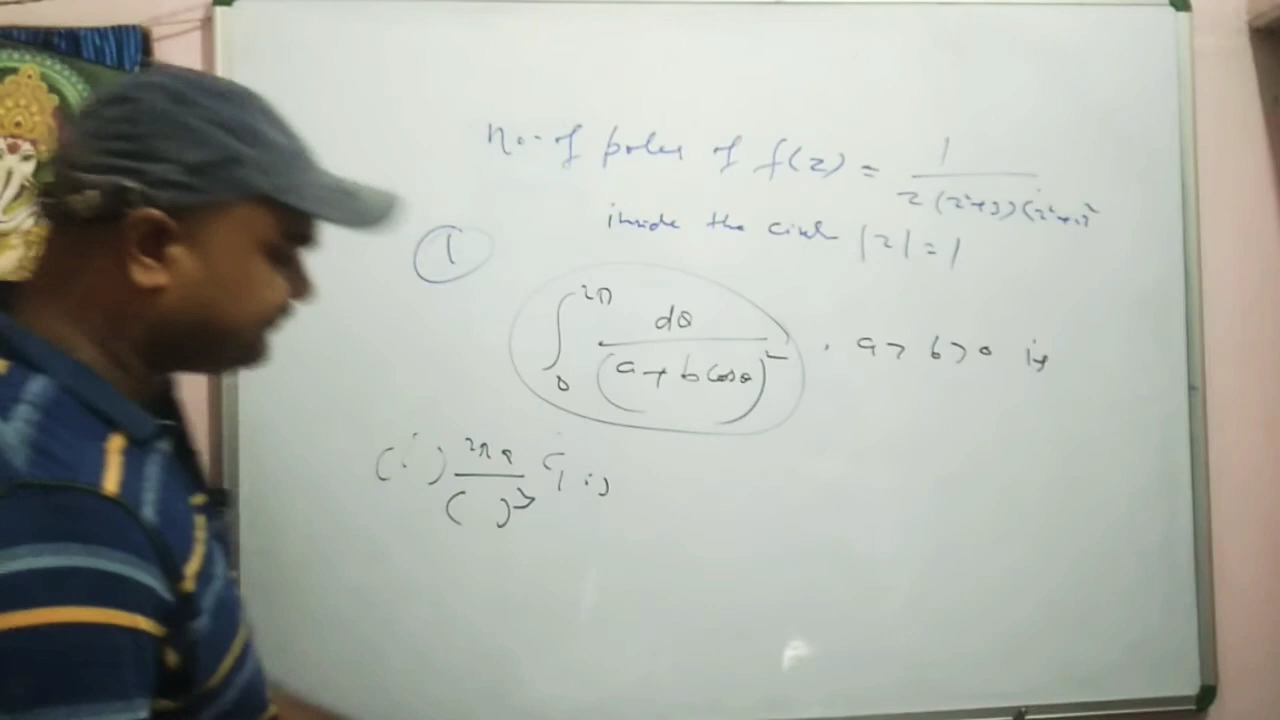 no. of poles of f(z) = 1 / z(z²+3)(z²+2)²
inside the circle |z| = 1
①
∫₀^2π dθ / (a + b cosθ)² , a > b > 0 is
(i) 2πa / ( )³